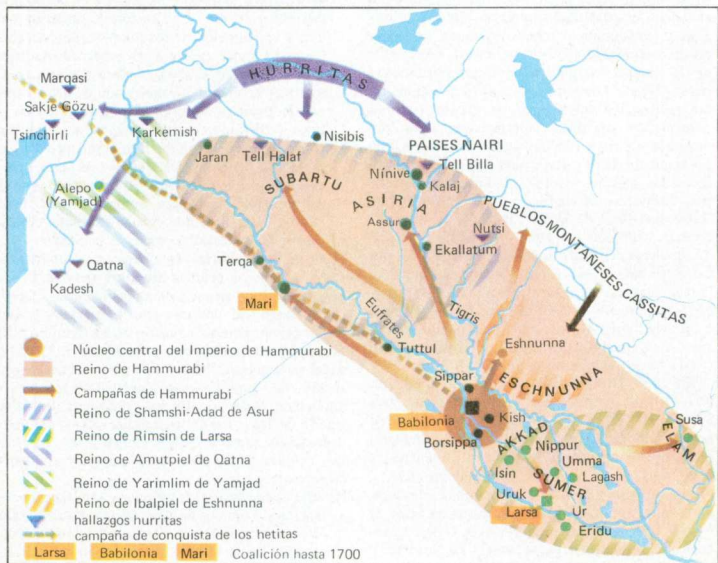 HURRITAS
Marqasi
Sakje Gözu
Tsinchirli
Karkemish
Nisibis
PAISES NAIRI
Jaran
Tell Halaf
Nínive
Tell Billa
Kalaj
SUBARTU
ASIRIA
Alepo
(Yamjad)
PUEBLOS MONTAÑESES CASSITAS
Assur
Nutsi
Ekallatum
Qatna
Kadesh
Terqa
Mari
Eufrates
Tigris
Tuttul
Eshnunna
ESCHNUNNA
Sippar
Babilonia
Kish
Borsippa
AKKAD
Nippur
Susa
ELAM
Isin
Umma
SUMER
Lagash
Uruk
Larsa
Ur
Eridu
Núcleo central del Imperio de Hammurabi
Reino de Hammurabi
Campañas de Hammurabi
Reino de Shamshi-Adad de Asur
Reino de Rimsin de Larsa
Reino de Amutpiel de Qatna
Reino de Yarimlim de Yamjad
Reino de Ibalpiel de Eshnunna
hallazgos hurritas
campaña de conquista de los hetitas
Larsa Babilonia Mari Coalición hasta 1700